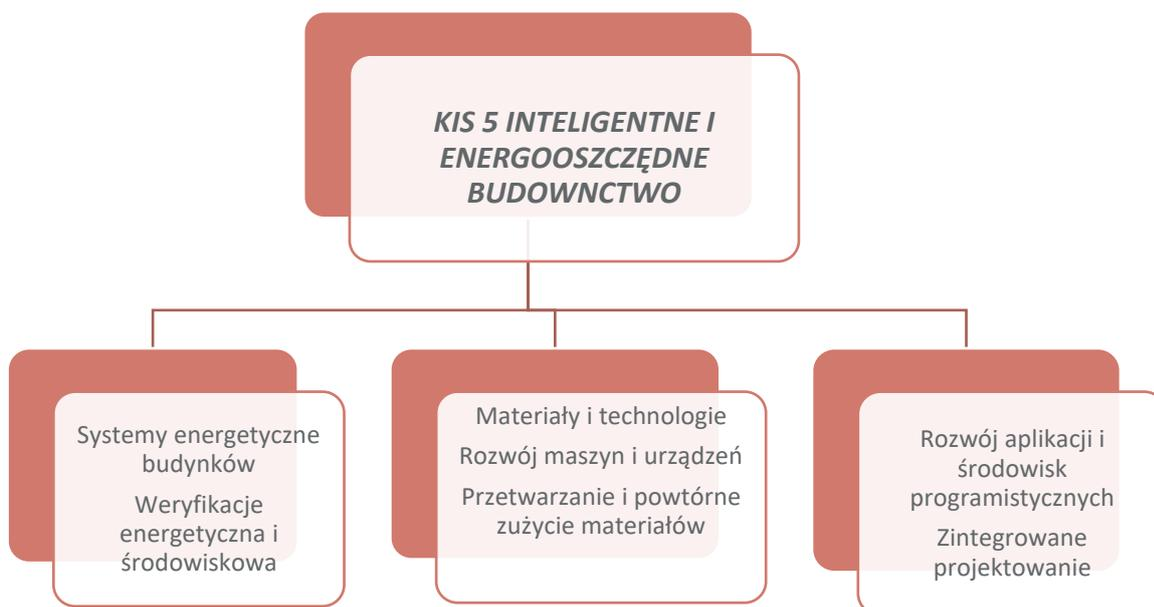 KIS 5 INTELIGENTNE I
ENERGOOSZCZĘDNE
BUDOWNCTWO
Systemy energetyczne
budynków
Weryfikacje
energetyczna i
środowiskowa
Materiały i technologie
Rozwój maszyn i urządzeń
Przetwarzanie i powtórne
zużycie materiałów
Rozwój aplikacji i
środowisk
programistycznych
Zintegrowane
projektowanie